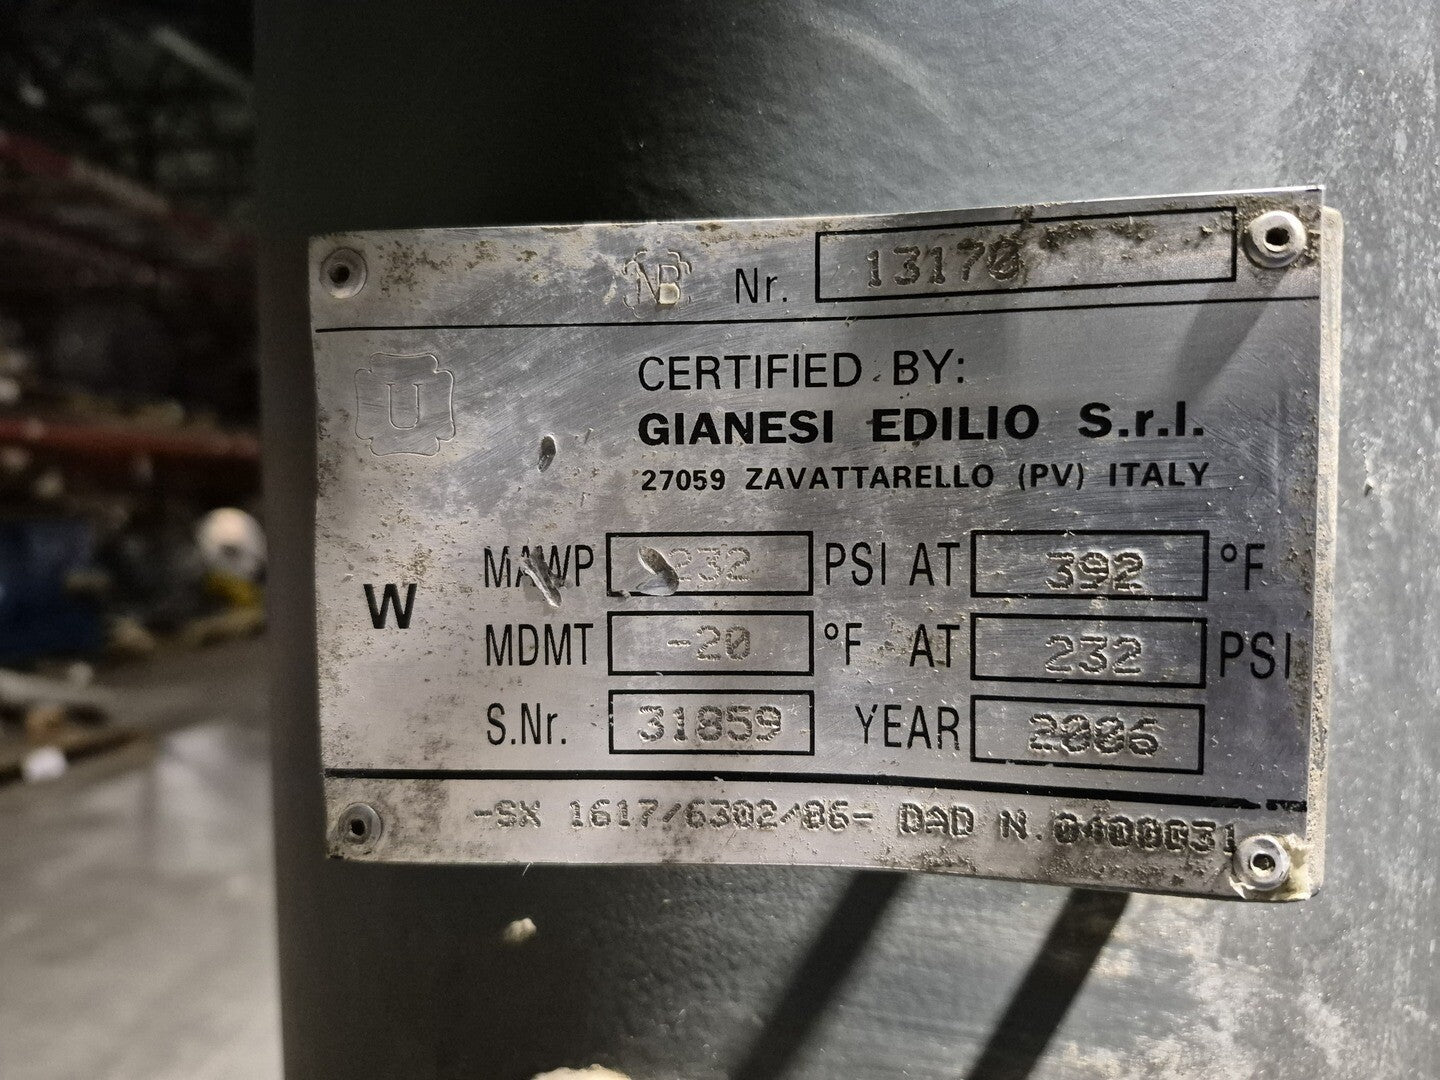 NB Nr. 13170
U
CERTIFIED BY:
GIANESI EDILIO S.r.l.
27059 ZAVATTARELLO (PV) ITALY
W
MAWP 232 PSI AT 392 °F
MDMT -20 °F AT 232 PSI
S.Nr. 31859 YEAR 2006
-SX 1617/6302/06- DAD N. 0400031